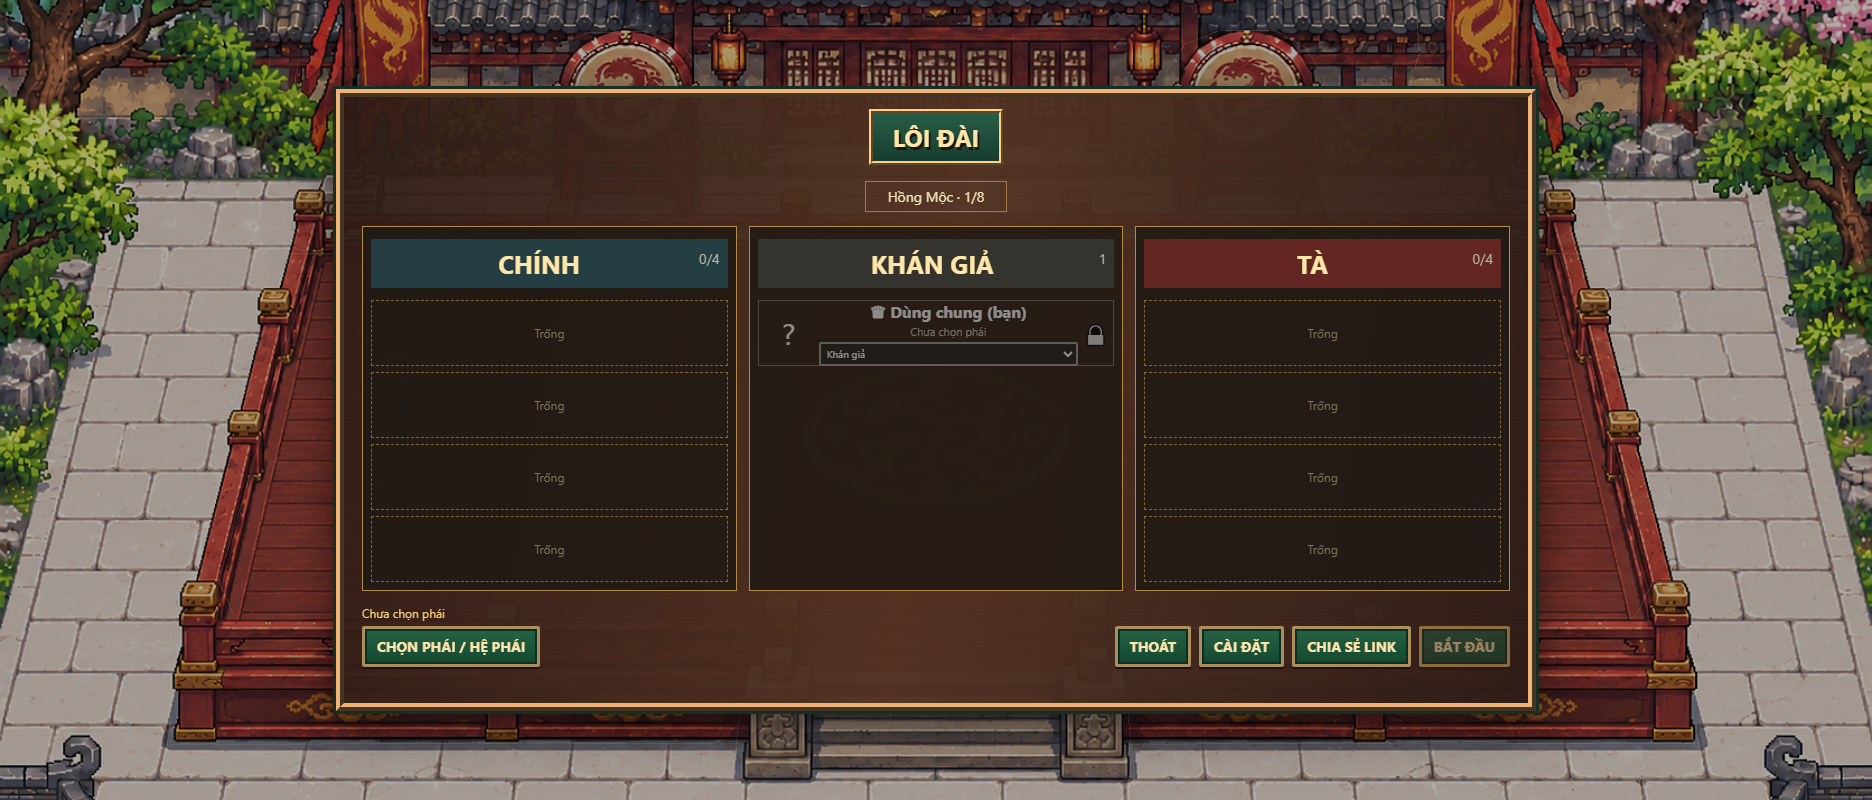 LÔI ĐÀI
Hồng Mộc · 1/8
CHÍNH 0/4
Trống
Trống
Trống
Trống
KHÁN GIẢ 1
? Dùng chung (bạn)
Chưa chọn phái
Khán giả
TÀ 0/4
Trống
Trống
Trống
Trống
Chưa chọn phái
CHỌN PHÁI / HỆ PHÁI
THOÁT
CÀI ĐẶT
CHIA SẺ LINK
BẮT ĐẦU